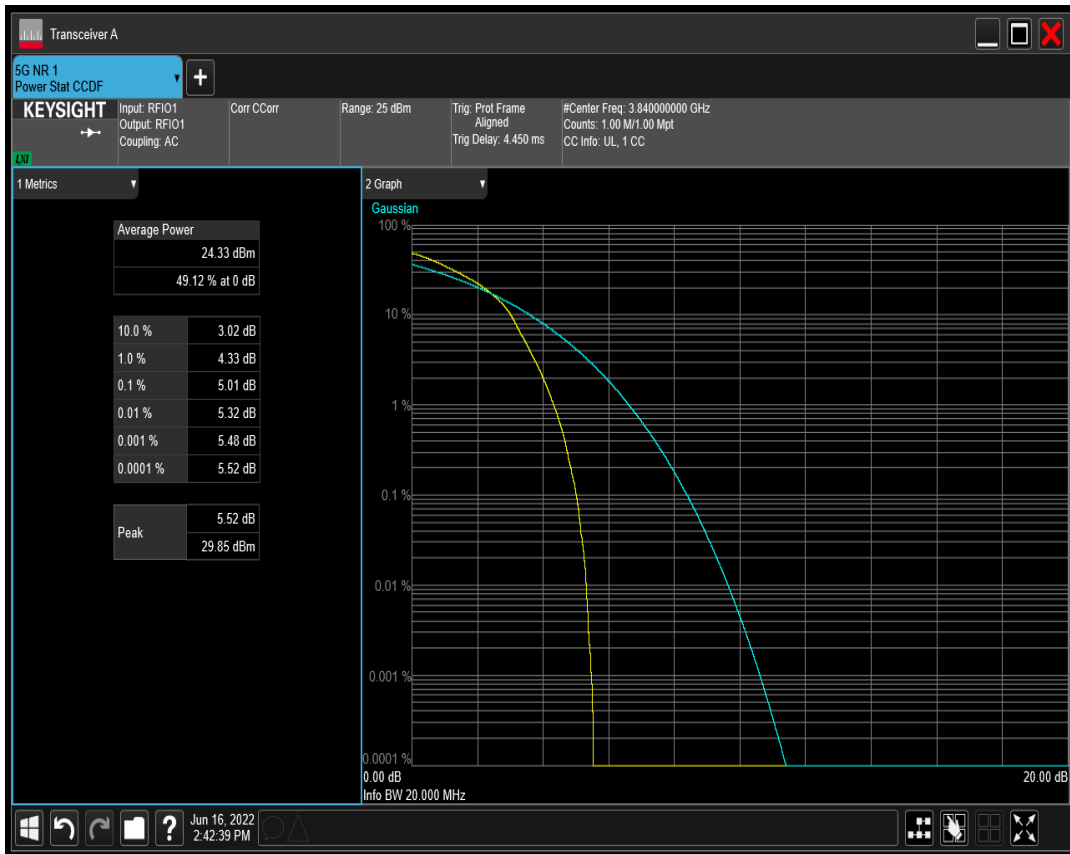 Transceiver A
5G NR 1
Power Stat CCDF
+
KEYSIGHT
Input: RFIO1
Output: RFIO1
Coupling: AC
Corr CCorr
Range: 25 dBm
Trig: Prot Frame
Aligned
Trig Delay: 4.450 ms
#Center Freq: 3.840000000 GHz
Counts: 1.00 M/1.00 Mpt
CC Info: UL, 1 CC
LXI
1 Metrics
Average Power
24.33 dBm
49.12 % at 0 dB
10.0 % 3.02 dB
1.0 % 4.33 dB
0.1 % 5.01 dB
0.01 % 5.32 dB
0.001 % 5.48 dB
0.0001 % 5.52 dB
Peak
5.52 dB
29.85 dBm
2 Graph
Gaussian
100 %
10 %
1 %
0.1 %
0.01 %
0.001 %
0.0001 %
0.00 dB
20.00 dB
Info BW 20.000 MHz
?
Jun 16, 2022
2:42:39 PM